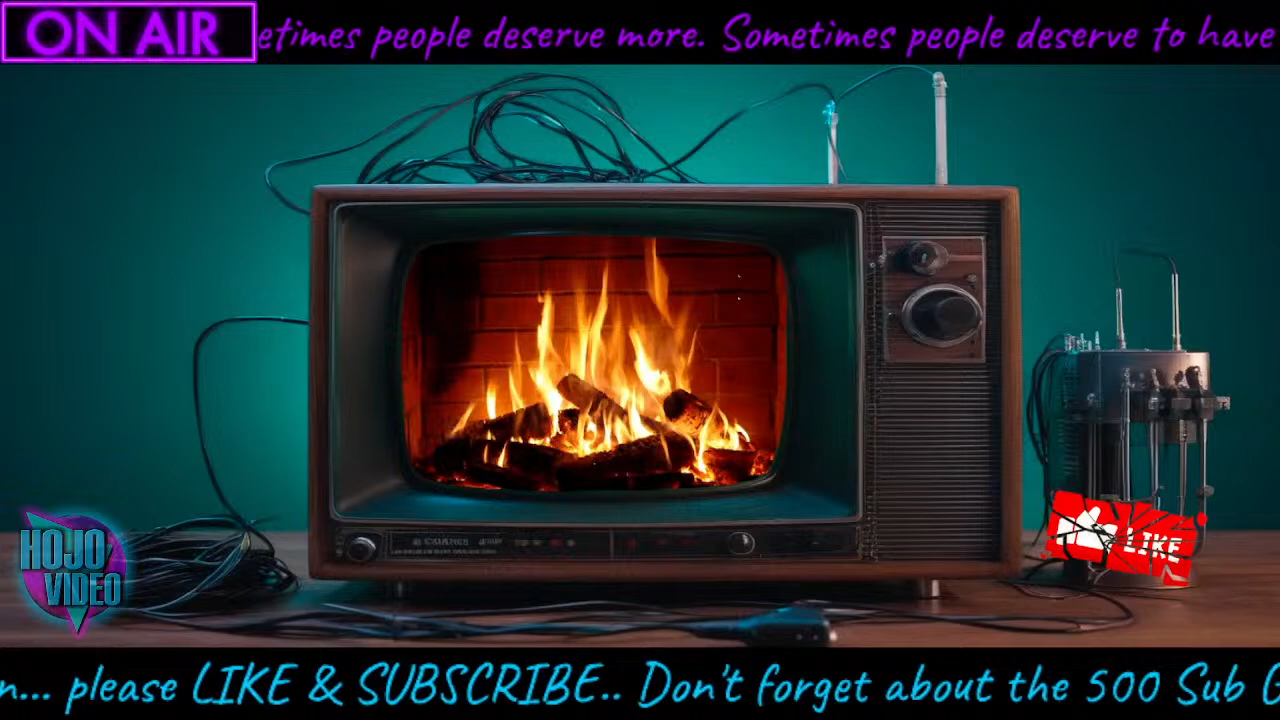 ON AIR
etimes people deserve more. Sometimes people deserve to have
HOJO
VIDEO
LIKE
n... please LIKE & SUBSCRIBE.. Don't forget about the 500 Sub G